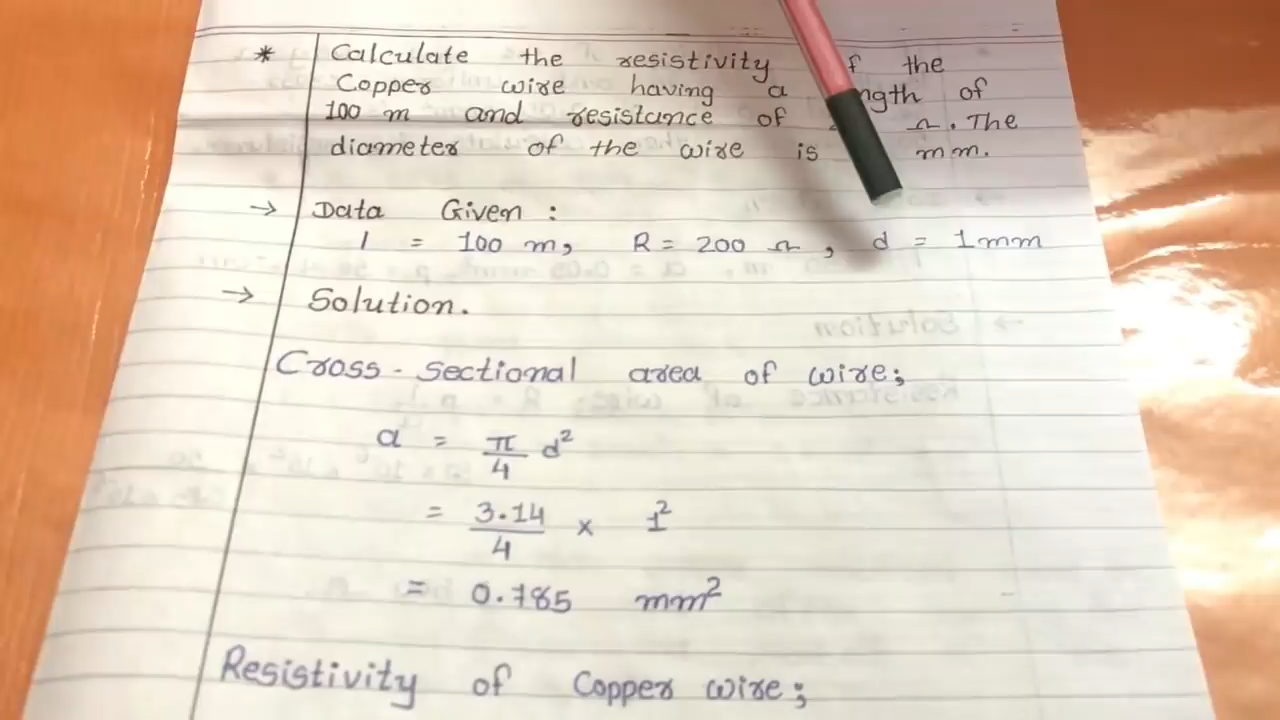 * Calculate the resistivity f the
Copper wire having a ngth of
100 m and resistance of Ω. The
diameter of the wire is mm.
→ Data Given :
l = 100 m, R = 200 Ω, d = 1mm
→ Solution.
Cross-sectional area of wire;
a = π/4 d²
= 3.14/4 x 1²
= 0.785 mm²
Resistivity of Copper wire;